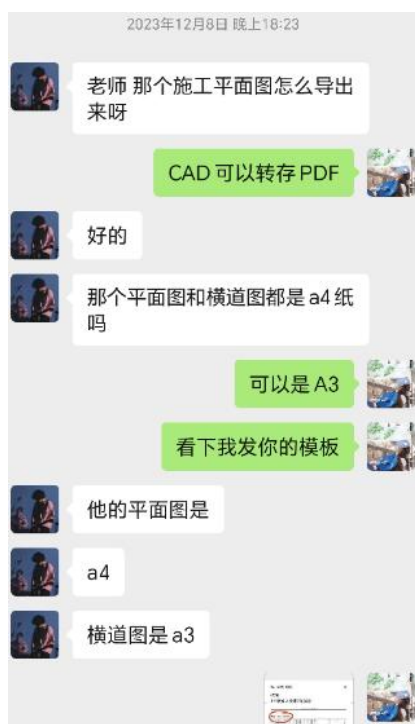 2023年12月8日 晚上18:23
老师 那个施工平面图怎么导出
来呀
CAD 可以转存 PDF
好的
那个平面图和横道图都是 a4 纸
吗
可以是 A3
看下我发你的模板
他的平面图是
a4
横道图是 a3